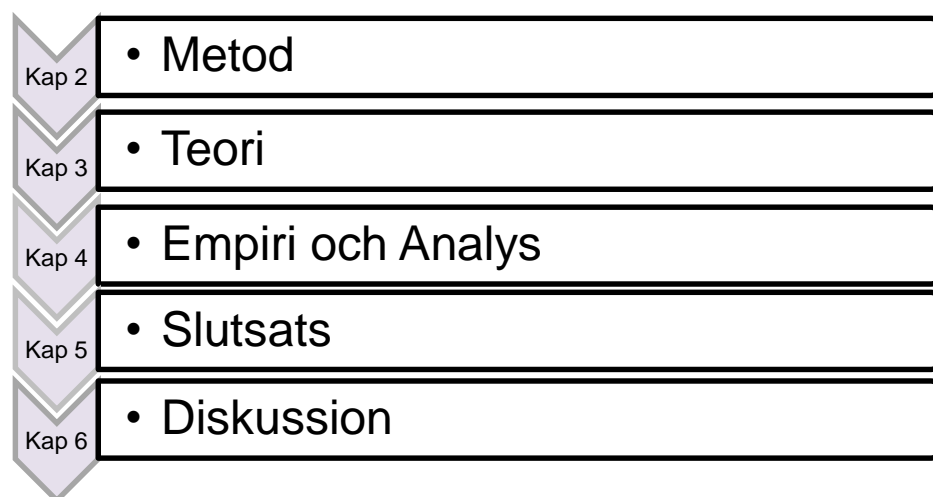 Kap 2
• Metod
Kap 3
• Teori
Kap 4
• Empiri och Analys
Kap 5
• Slutsats
Kap 6
• Diskussion